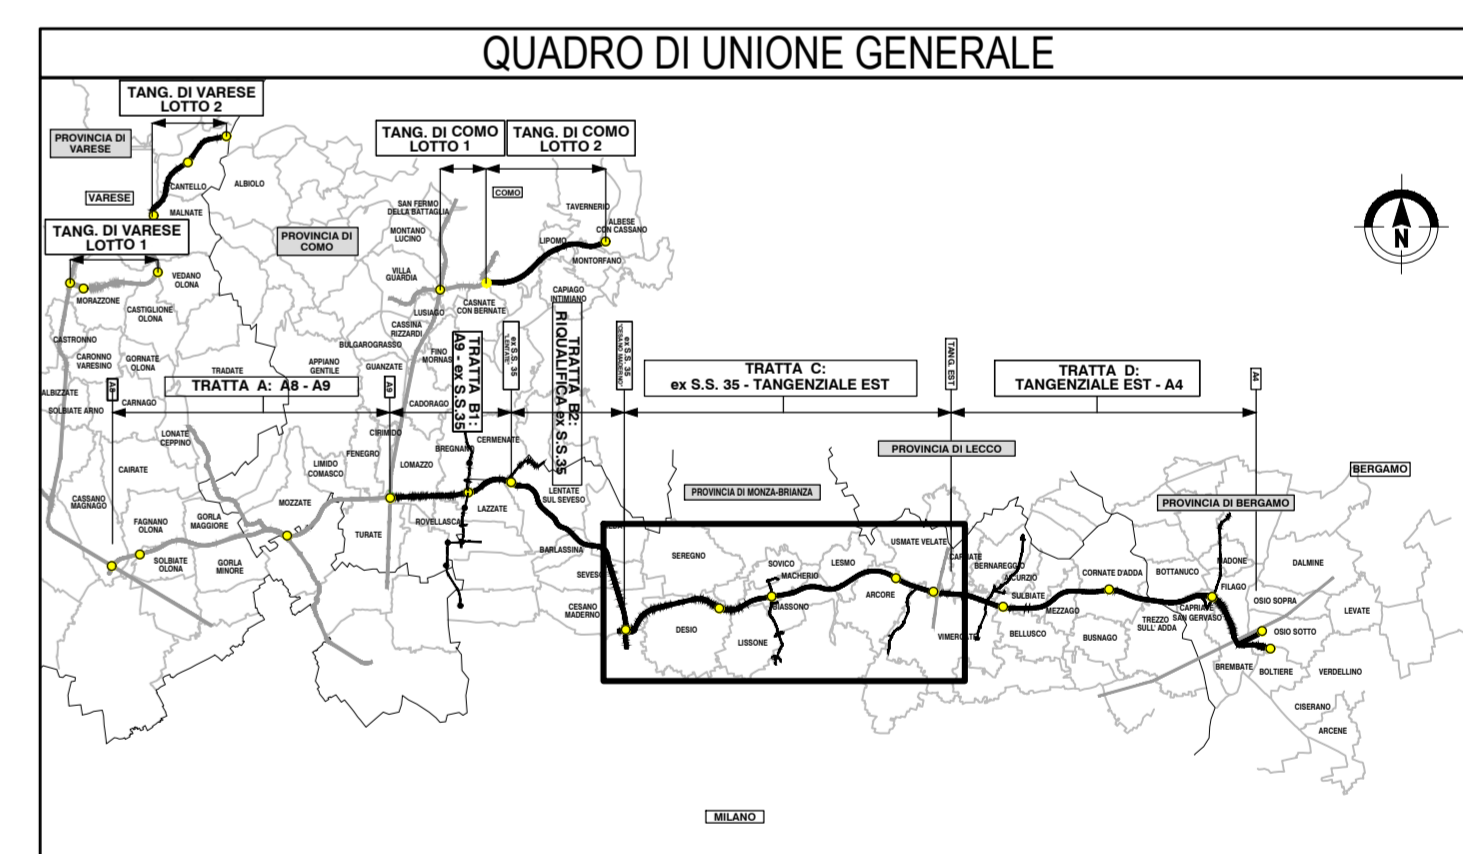 QUADRO DI UNIONE GENERALE
TANG. DI VARESE
LOTTO 2
PROVINCIA DI
VARESE
TANG. DI COMO
LOTTO 1
TANG. DI COMO
LOTTO 2
CANTELLO
ALBIOLO
VARESE
MALNATE
COMO
SAN FERMO
DELLA BATTAGLIA
TAVERNERIO
ALBESE
CON CASSANO
TANG. DI VARESE
LOTTO 1
PROVINCIA DI
COMO
MONTANO
LUCINO
LIPOMO
MONTORFANO
N
VILLA
GUARDIA
VEDANO
OLONA
MORAZZONE
CASTIGLIONE
OLONA
LUSIAGO
CASNATE
CON BERNATE
CAPIAGO
INTIMIANO
CASSINA
RIZZARDI
CASTRONNO
BULGAROGRASSO
CARONNO
VARESINO
GORNATE
OLONA
TRADATE
APPIANO
GENTILE
GUANZATE
FINO
MORNAS
TRATTA B1:
A9 - ex S.S.35
ex S.S. 35
"LENTATE"
TRATTA B2:
RIQUALIFICA ex S.S.35
ex S.S. 35
"CESANO MADERNO"
TANG. EST
ALBIZZATE
A8
TRATTA A: A8 - A9
A9
TRATTA C:
ex S.S. 35 - TANGENZIALE EST
TRATTA D:
TANGENZIALE EST - A4
A4
SOLBIATE ARNO
CARNAGO
CADORAGO
LONATE
CEPPINO
CIRIMIDO
CERMENATE
FENEGRO
BREGNANO
PROVINCIA DI LECCO
CAIRATE
LIMIDO
COMASCO
LOMAZZO
BERGAMO
CASSANO
MAGNAGO
MOZZATE
LENTATE
SUL SEVESO
PROVINCIA DI MONZA-BRIANZA
PROVINCIA DI BERGAMO
FAGNANO
OLONA
GORLA
MAGGIORE
ROVELLASCA
LAZZATE
TURATE
BARLASSINA
SOLBIATE
OLONA
GORLA
MINORE
SEREGNO
SOVICO
MACHERIO
LESMO
USMATE VELATE
CARNATE
BERNAREGGIO
AICURZIO
SULBIATE
CORNATE D'ADDA
BOTTANUCO
MADONE
FILAGO
DALMINE
SEVESO
CESANO
MADERNO
BIASSONO
ARCORE
MEZZAGO
CAPRIATE
SAN GERVASO
OSIO SOPRA
LEVATE
TREZZO
SULL' ADDA
DESIO
LISSONE
VIMERCATE
BELLUSCO
BUSNAGO
OSIO SOTTO
BREMBATE
BOLTIERE
VERDELLINO
CISERANO
ARCENE
MILANO